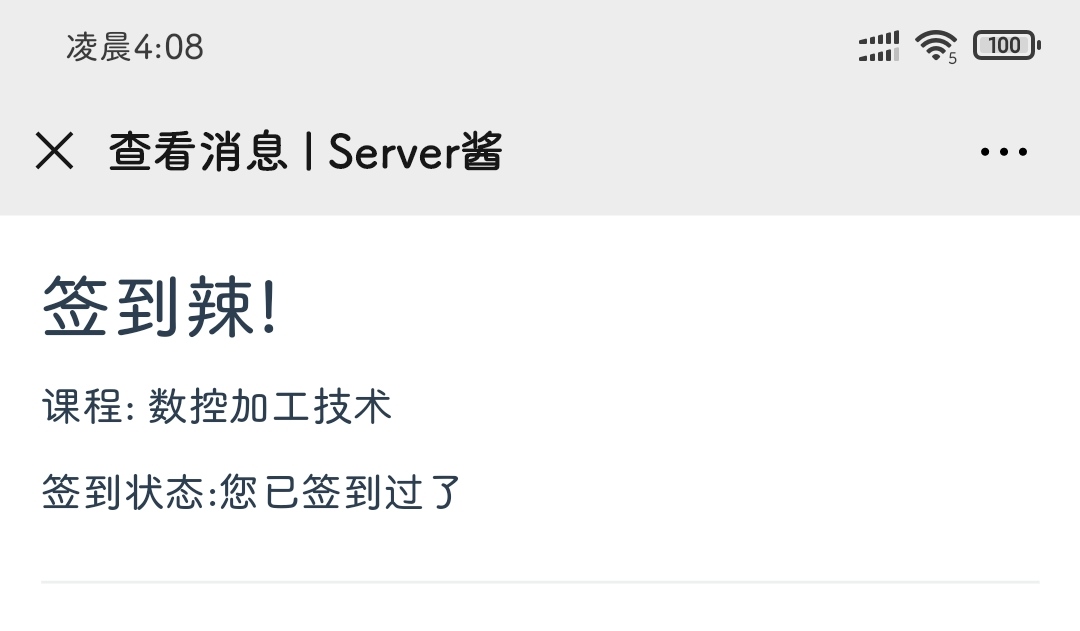 凌晨4:08
5
100
查看消息 | Server酱
签到辣!
课程: 数控加工技术
签到状态:您已签到过了